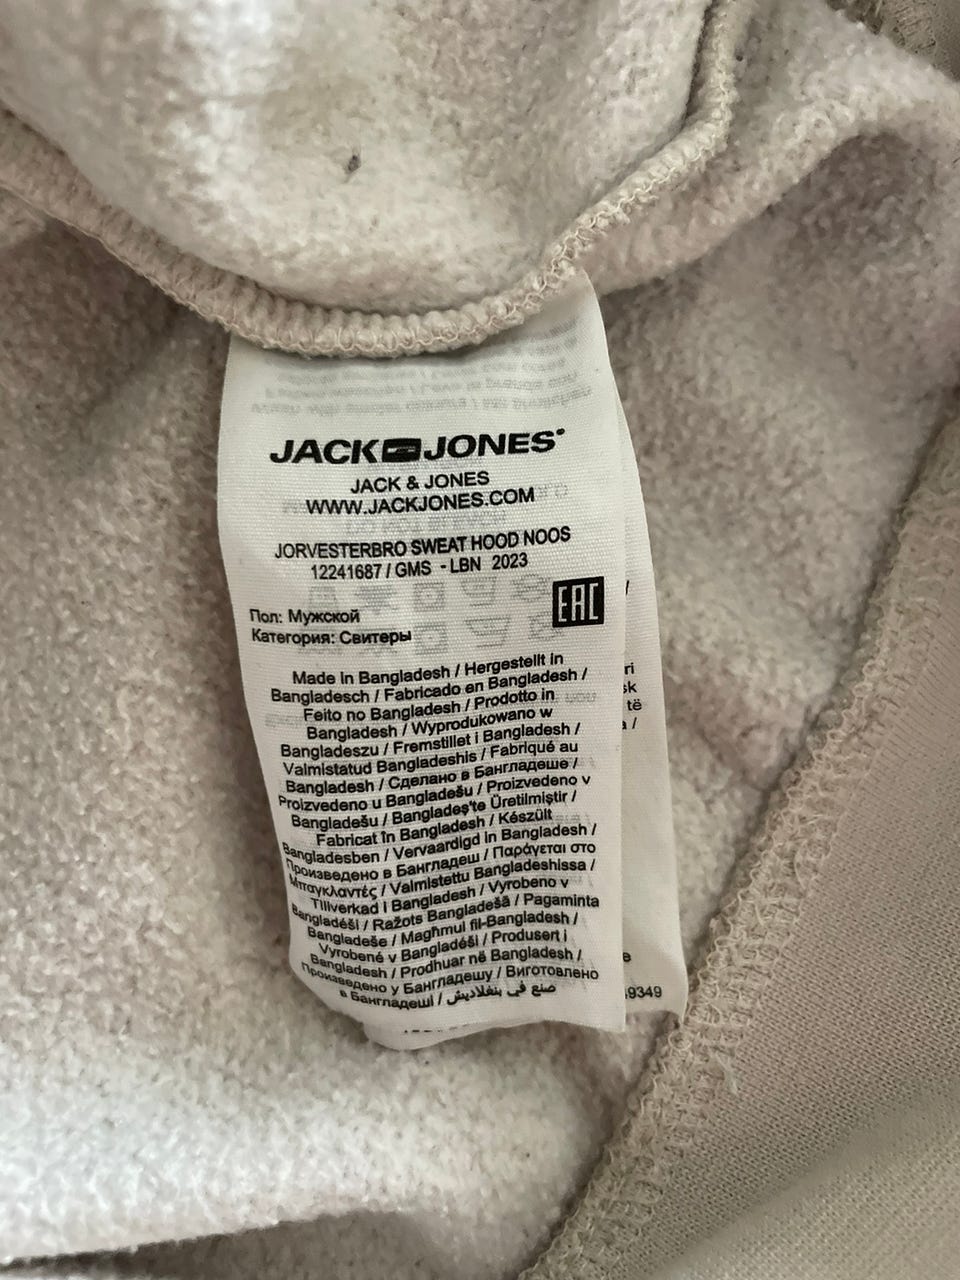 JACK JONES
JACK & JONES
WWW.JACKJONES.COM
JORVESTERBRO SWEAT HOOD NOOS
12241687 / GMS - LBN 2023
EAC
Пол: Мужской
Категория: Свитеры
Made in Bangladesh / Hergestellt in
Bangladesch / Fabricado en Bangladesh /
Feito no Bangladesh / Prodotto in
Bangladesh / Wyprodukowano w
Bangladeszu / Fremstillet i Bangladesh /
Valmistatud Bangladeshis / Fabriqué au
Bangladesh / Сделано в Бангладеше /
Proizvedeno u Bangladešu / Proizvedeno v
Bangladešu / Bangladeş'te Üretilmiştir /
Fabricat în Bangladesh / Készült
Bangladesben / Vervaardigd in Bangladesh /
Произведено в Бангладеш / Παράγεται στο
Μπαγκλαντές / Valmistettu Bangladeshissa /
Tillverkad i Bangladesh / Vyrobeno v
Bangladéši / Ražots Bangladešā / Pagaminta
Bangladeše / Magħmul fil-Bangladesh /
Vyrobené v Bangladéši / Produsert i
Bangladesh / Prodhuar në Bangladesh /
Произведено у Бангладешу / Виготовлено
в Бангладеші / صنع في بنغلاديش
/
ri
sk
të
a /
e
9349